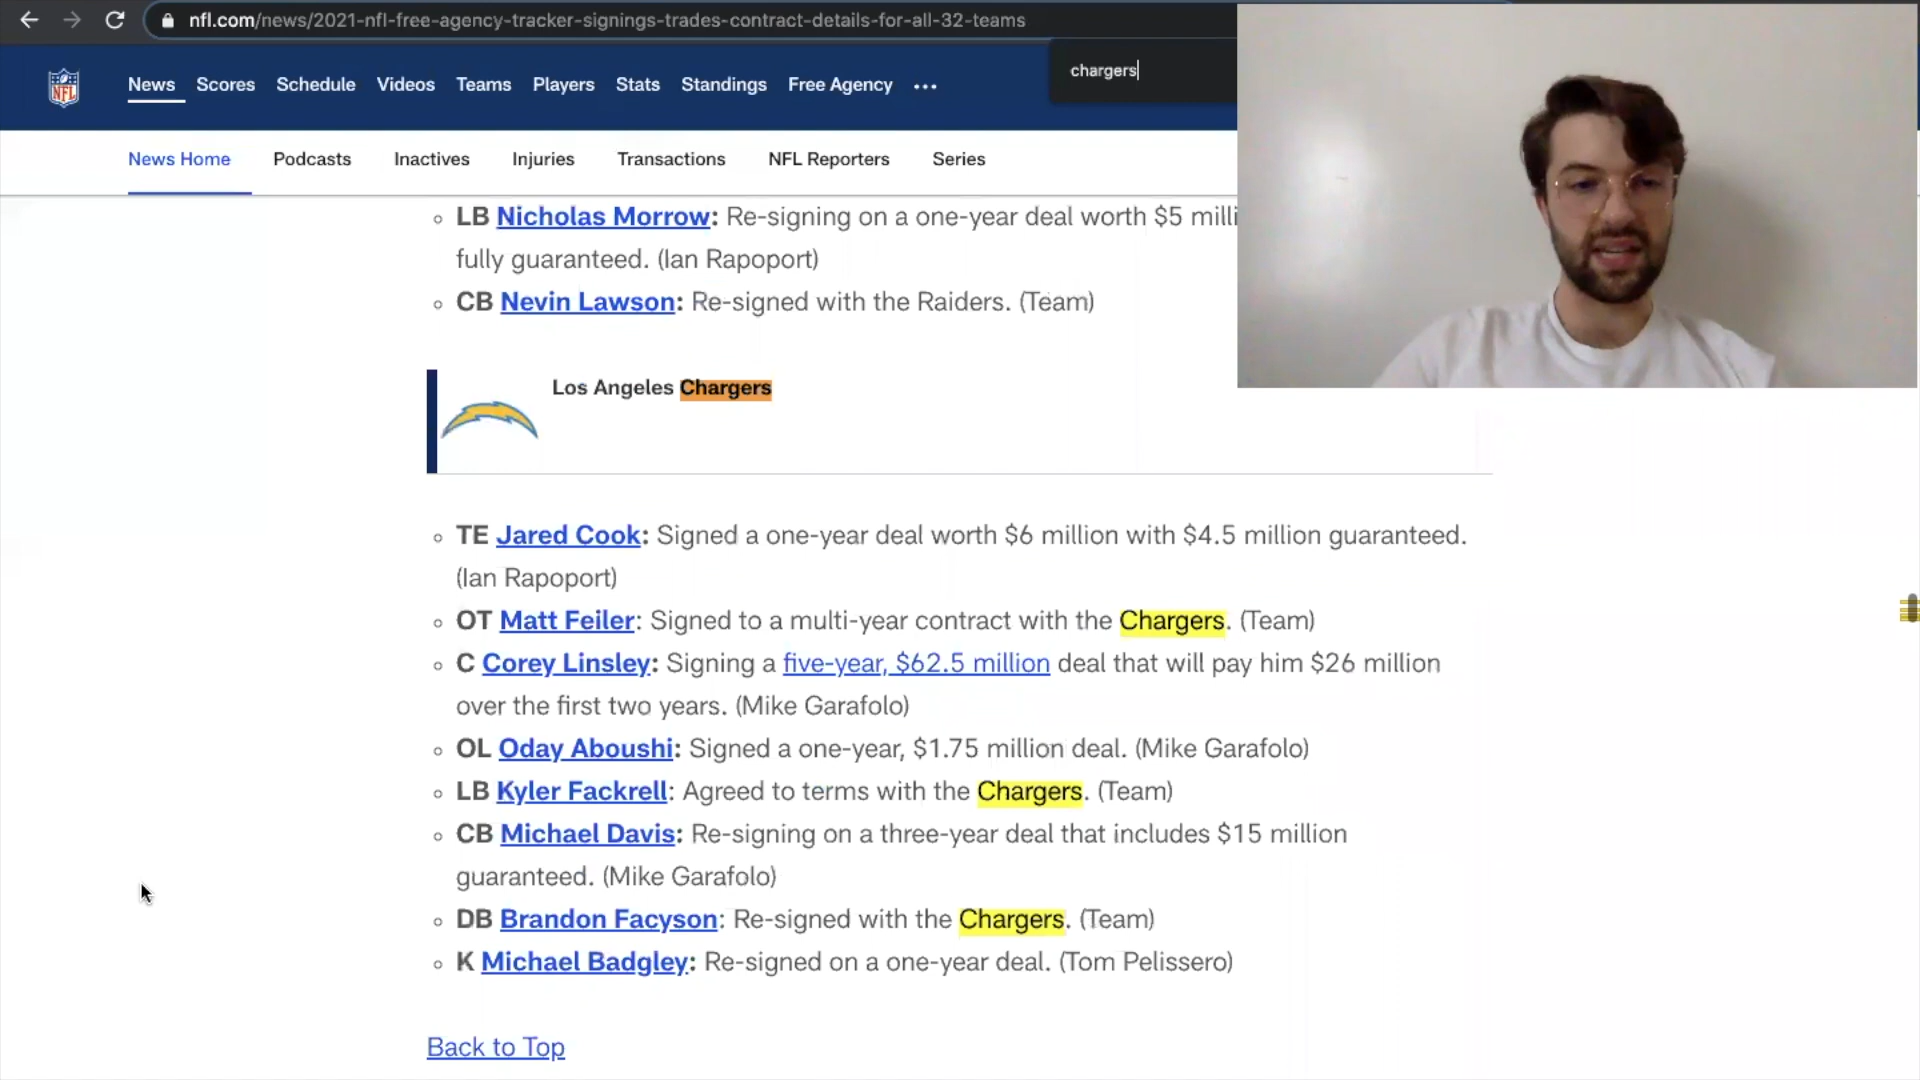 nfl.com/news/2021-nfl-free-agency-tracker-signings-trades-contract-details-for-all-32-teams
chargers
NFL
News Scores Schedule Videos Teams Players Stats Standings Free Agency •••
News Home Podcasts Inactives Injuries Transactions NFL Reporters Series
LB Nicholas Morrow: Re-signing on a one-year deal worth $5 milli
fully guaranteed. (Ian Rapoport)
CB Nevin Lawson: Re-signed with the Raiders. (Team)
Los Angeles Chargers
TE Jared Cook: Signed a one-year deal worth $6 million with $4.5 million guaranteed.
(Ian Rapoport)
OT Matt Feiler: Signed to a multi-year contract with the Chargers. (Team)
C Corey Linsley: Signing a five-year, $62.5 million deal that will pay him $26 million
over the first two years. (Mike Garafolo)
OL Oday Aboushi: Signed a one-year, $1.75 million deal. (Mike Garafolo)
LB Kyler Fackrell: Agreed to terms with the Chargers. (Team)
CB Michael Davis: Re-signing on a three-year deal that includes $15 million
guaranteed. (Mike Garafolo)
DB Brandon Facyson: Re-signed with the Chargers. (Team)
K Michael Badgley: Re-signed on a one-year deal. (Tom Pelissero)
Back to Top